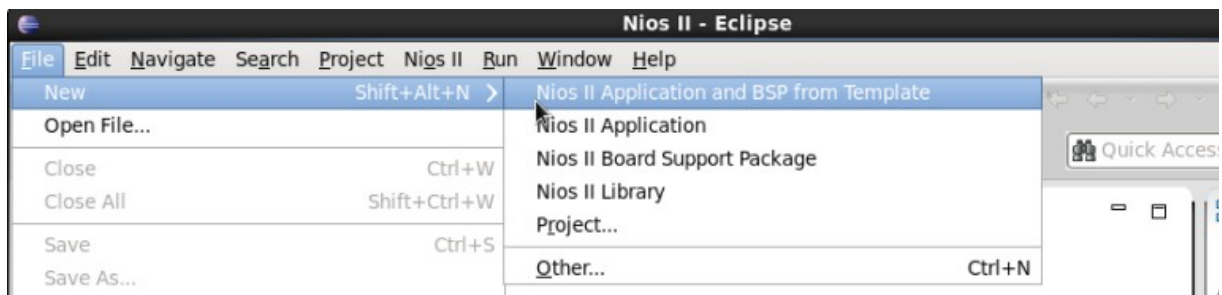 Nios II - Eclipse
File Edit Navigate Search Project Nios II Run Window Help
New Shift+Alt+N
Open File...
Close Ctrl+W
Close All Shift+Ctrl+W
Save Ctrl+S
Save As...
Nios II Application and BSP from Template
Nios II Application
Nios II Board Support Package
Nios II Library
Project...
Other... Ctrl+N
Quick Acces